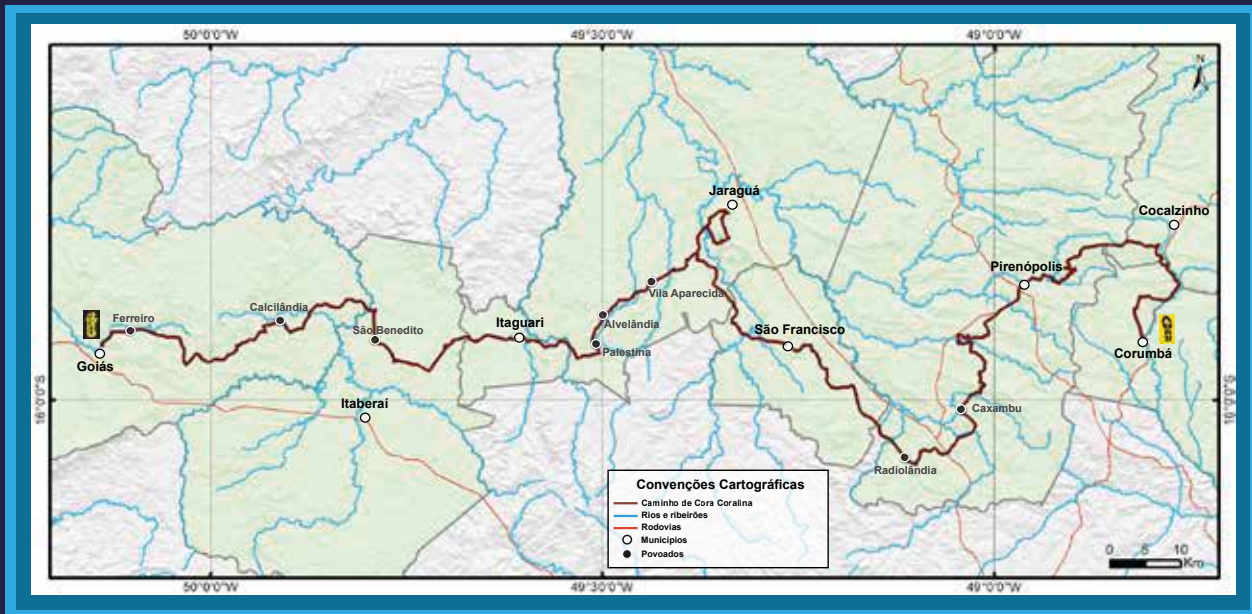 50°0'0"W
49°30'0"W
49°0'0"W
N
Jaraguá
Cocalzinho
Pirenópolis
Vila Aparecida
Calcilândia
Ferreiro
Alvelândia
São Benedito
Itaguari
São Francisco
Palestina
Goiás
Corumbá
16°0'0"S
16°0'0"S
Itaberaí
Caxambu
Radiolândia
Convenções Cartográficas
Caminho de Cora Coralina
Rios e ribeirões
Rodovias
Municípios
Povoados
0 5 10
Km
50°0'0"W
49°30'0"W
49°0'0"W